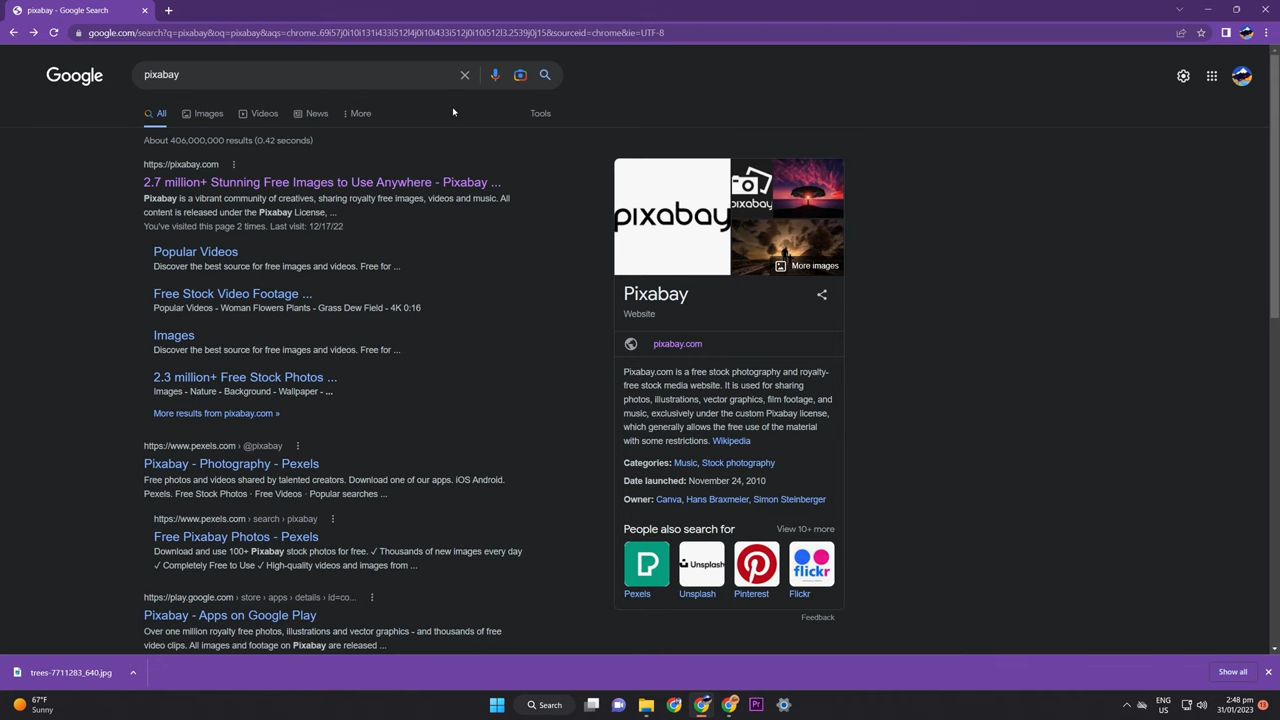 pixabay - Google Search
google.com/search?q=pixabay&oq=pixabay&aqs=chrome..69i57j0i10i131i433i512l4j0i10i433i512j0i10i512l3.2539j0j15&sourceid=chrome&ie=UTF-8
Google
pixabay
All
Images
Videos
News
More
Tools
About 406,000,000 results (0.42 seconds)
https://pixabay.com
2.7 million+ Stunning Free Images to Use Anywhere - Pixabay ...
Pixabay is a vibrant community of creatives, sharing royalty free images, videos and music. All
content is released under the Pixabay License, ...
You've visited this page 2 times. Last visit: 12/17/22
Popular Videos
Discover the best source for free images and videos. Free for ...
Free Stock Video Footage ...
Popular Videos - Woman Flowers Plants - Grass Dew Field - 4K 0:16
Images
Discover the best source for free images and videos. Free for ...
2.3 million+ Free Stock Photos ...
Images - Nature - Background - Wallpaper - ...
More results from pixabay.com »
https://www.pexels.com › @pixabay
Pixabay - Photography - Pexels
Free photos and videos shared by talented creators. Download one of our apps. iOS Android.
Pexels. Free Stock Photos · Free Videos · Popular searches ...
https://www.pexels.com › search › pixabay
Free Pixabay Photos - Pexels
Download and use 100+ Pixabay stock photos for free. ✓ Thousands of new images every day
✓ Completely Free to Use ✓ High-quality videos and images from ...
https://play.google.com › store › apps › details › id=co...
Pixabay - Apps on Google Play
Over one million royalty free photos, illustrations and vector graphics - and thousands of free
video clips. All images and footage on Pixabay are released ...
pixabay
pixabay
More images
Pixabay
Website
pixabay.com
Pixabay.com is a free stock photography and royalty-
free stock media website. It is used for sharing
photos, illustrations, vector graphics, film footage, and
music, exclusively under the custom Pixabay license,
which generally allows the free use of the material
with some restrictions. Wikipedia
Categories: Music, Stock photography
Date launched: November 24, 2010
Owner: Canva, Hans Braxmeier, Simon Steinberger
People also search for
View 10+ more
Unsplash
flickr
Pexels
Unsplash
Pinterest
Flickr
Feedback
trees-7711283_640.jpg
Show all
67°F
Sunny
Search
Pr
ENG
US
2:48 pm
31/01/2023
13